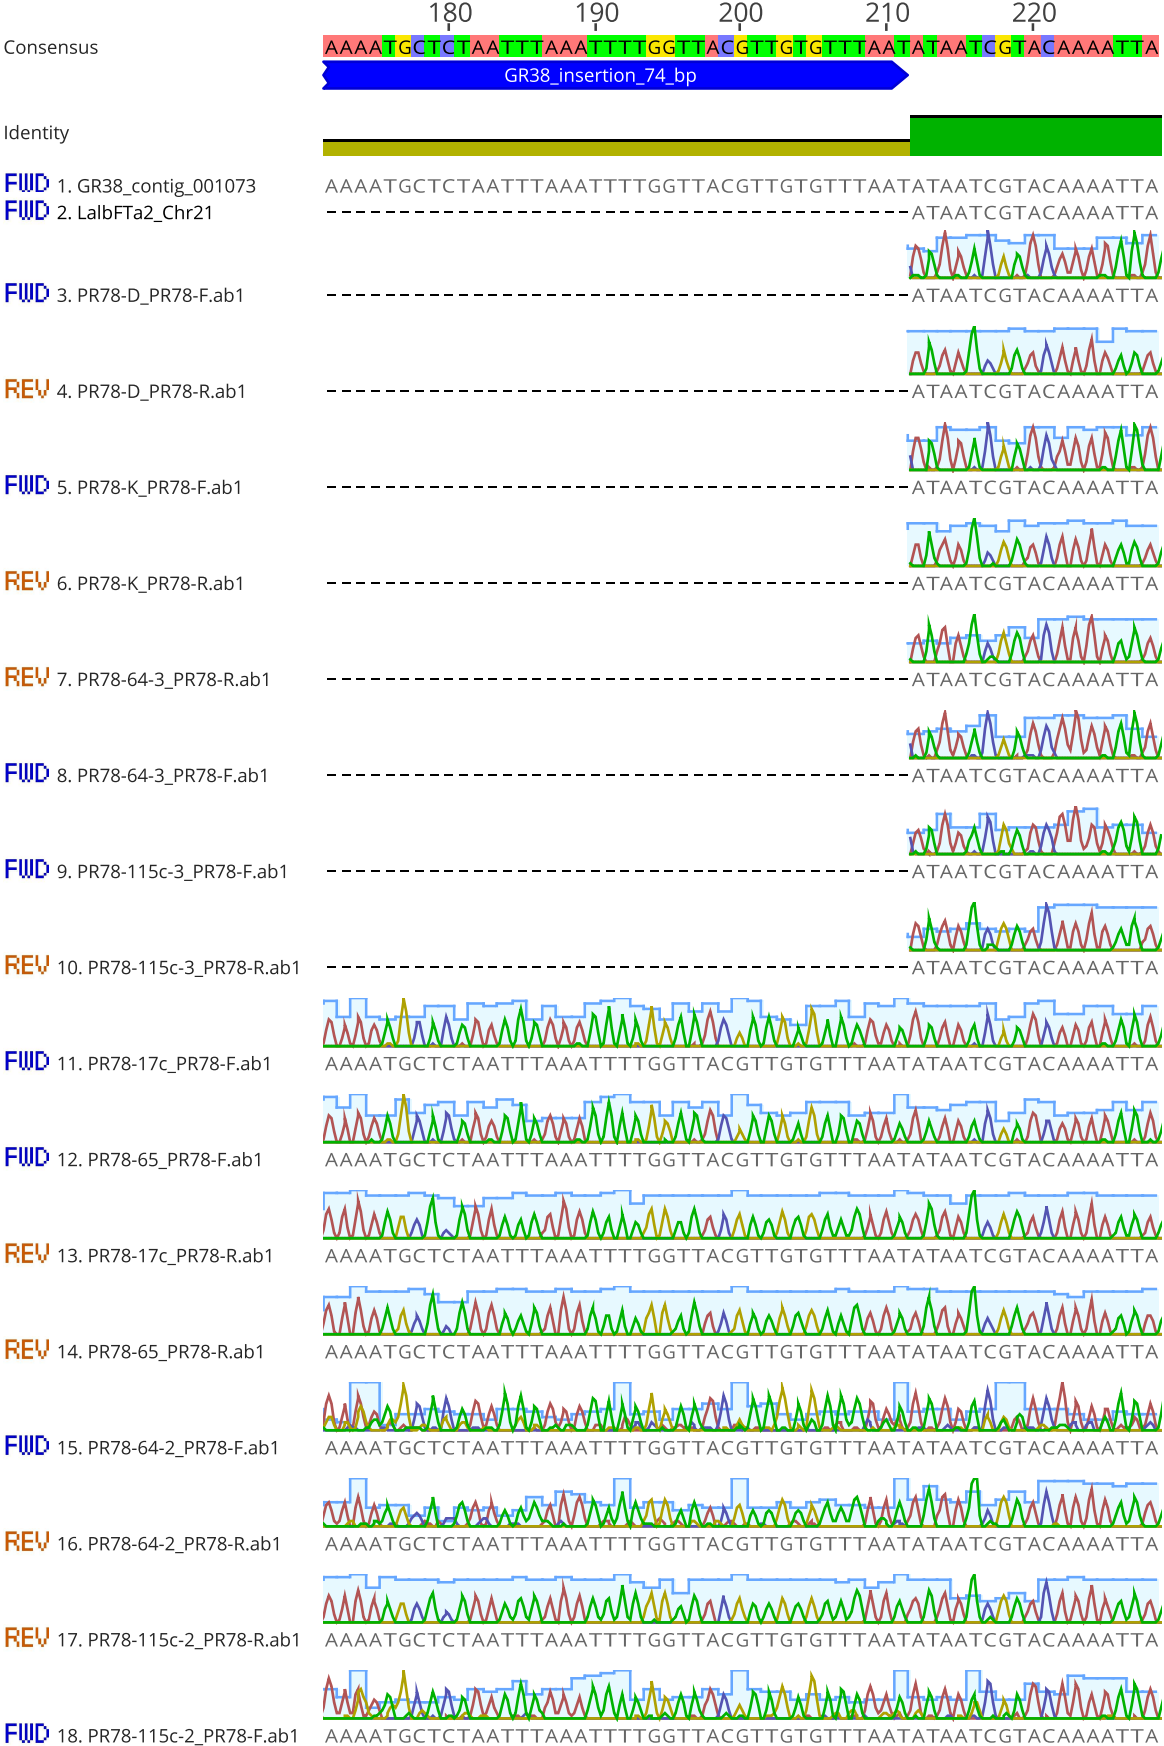 180 190 200 210 220
Consensus AAAATGCTCTAATTTAAATTTTGGTTACGTTGTGTTTAATATAATCGTACAAAATTA
GR38_insertion_74_bp
Identity
FWD 1. GR38_contig_001073 AAAATGCTCTAATTTAAATTTTGGTTACGTTGTGTTTAATATAATCGTACAAAATTA
FWD 2. LalbFTa2_Chr21 ATAATCGTACAAAATTA
FWD 3. PR78-D_PR78-F.ab1 ATAATCGTACAAAATTA
REV 4. PR78-D_PR78-R.ab1 ATAATCGTACAAAATTA
FWD 5. PR78-K_PR78-F.ab1 ATAATCGTACAAAATTA
REV 6. PR78-K_PR78-R.ab1 ATAATCGTACAAAATTA
REV 7. PR78-64-3_PR78-R.ab1 ATAATCGTACAAAATTA
FWD 8. PR78-64-3_PR78-F.ab1 ATAATCGTACAAAATTA
FWD 9. PR78-115c-3_PR78-F.ab1 ATAATCGTACAAAATTA
REV 10. PR78-115c-3_PR78-R.ab1 ATAATCGTACAAAATTA
FWD 11. PR78-17c_PR78-F.ab1 AAAATGCTCTAATTTAAATTTTGGTTACGTTGTGTTTAATATAATCGTACAAAATTA
FWD 12. PR78-65_PR78-F.ab1 AAAATGCTCTAATTTAAATTTTGGTTACGTTGTGTTTAATATAATCGTACAAAATTA
REV 13. PR78-17c_PR78-R.ab1 AAAATGCTCTAATTTAAATTTTGGTTACGTTGTGTTTAATATAATCGTACAAAATTA
REV 14. PR78-65_PR78-R.ab1 AAAATGCTCTAATTTAAATTTTGGTTACGTTGTGTTTAATATAATCGTACAAAATTA
FWD 15. PR78-64-2_PR78-F.ab1 AAAATGCTCTAATTTAAATTTTGGTTACGTTGTGTTTAATATAATCGTACAAAATTA
REV 16. PR78-64-2_PR78-R.ab1 AAAATGCTCTAATTTAAATTTTGGTTACGTTGTGTTTAATATAATCGTACAAAATTA
REV 17. PR78-115c-2_PR78-R.ab1 AAAATGCTCTAATTTAAATTTTGGTTACGTTGTGTTTAATATAATCGTACAAAATTA
FWD 18. PR78-115c-2_PR78-F.ab1 AAAATGCTCTAATTTAAATTTTGGTTACGTTGTGTTTAATATAATCGTACAAAATTA